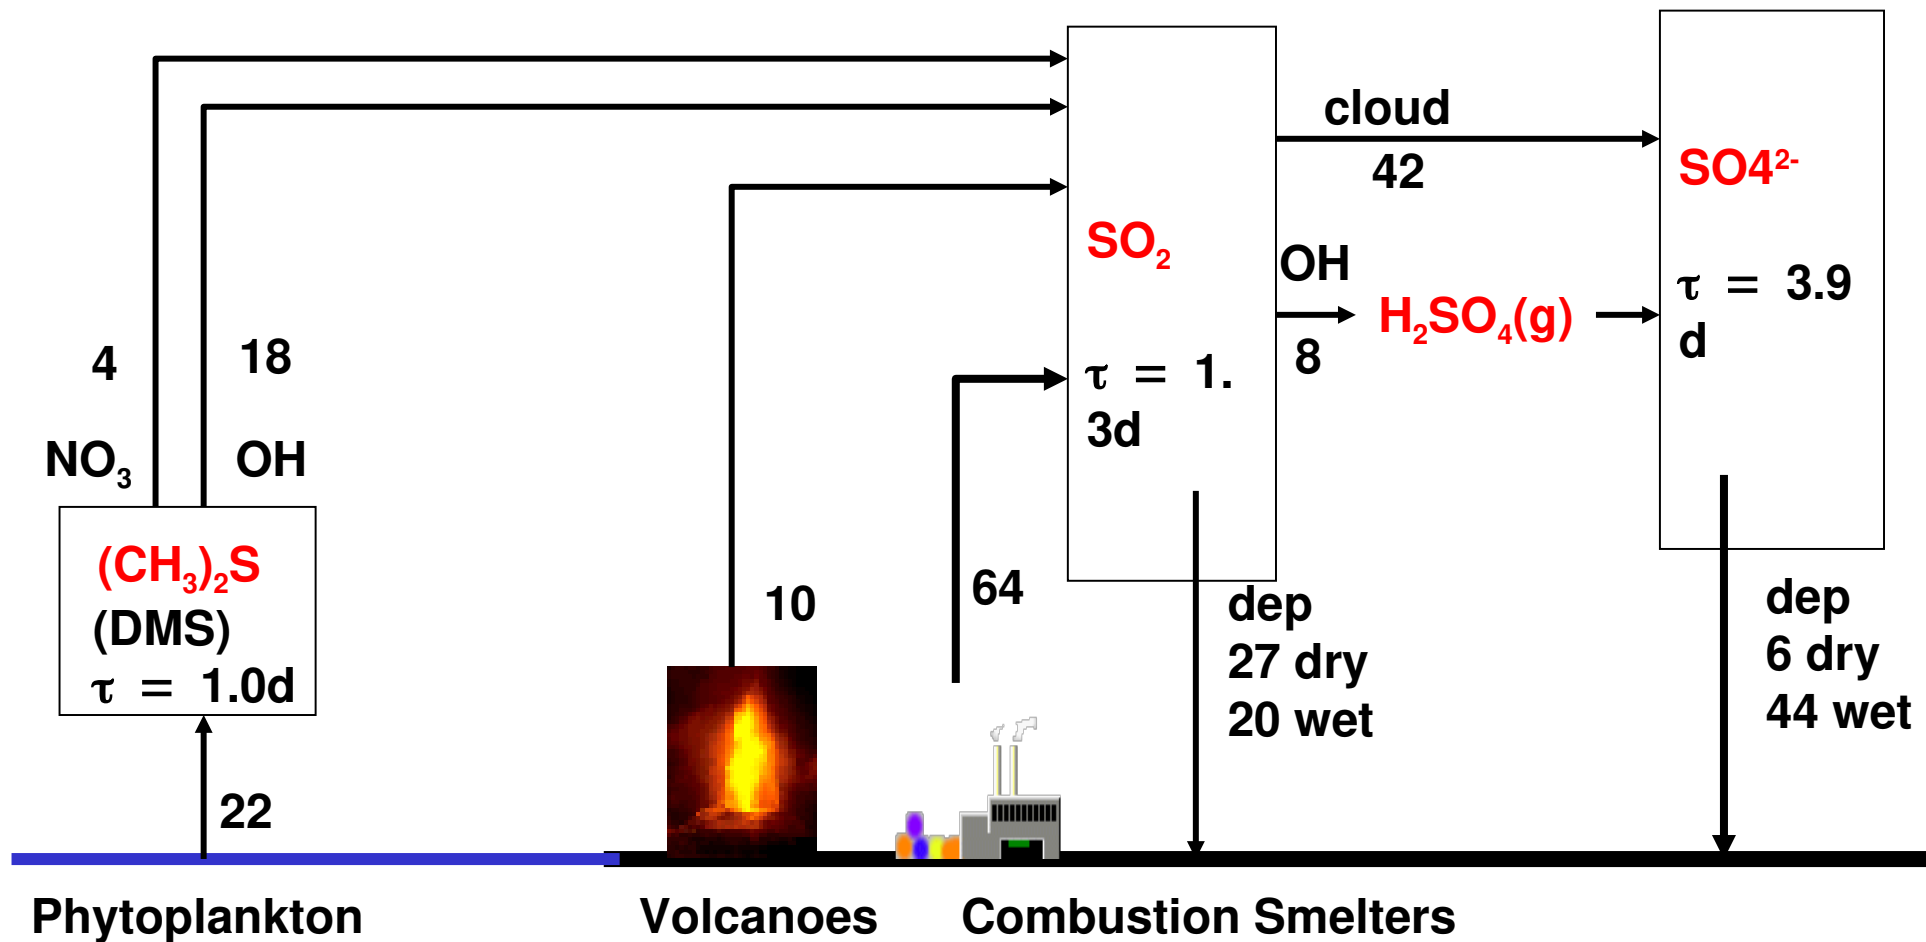 cloud
42
SO4²⁻
τ = 3.9
d
SO₂
τ = 1.
3d
OH
8
H₂SO₄(g)
4
18
NO₃
OH
(CH₃)₂S
(DMS)
τ = 1.0d
22
10
64
dep
27 dry
20 wet
dep
6 dry
44 wet
Phytoplankton
Volcanoes
Combustion Smelters